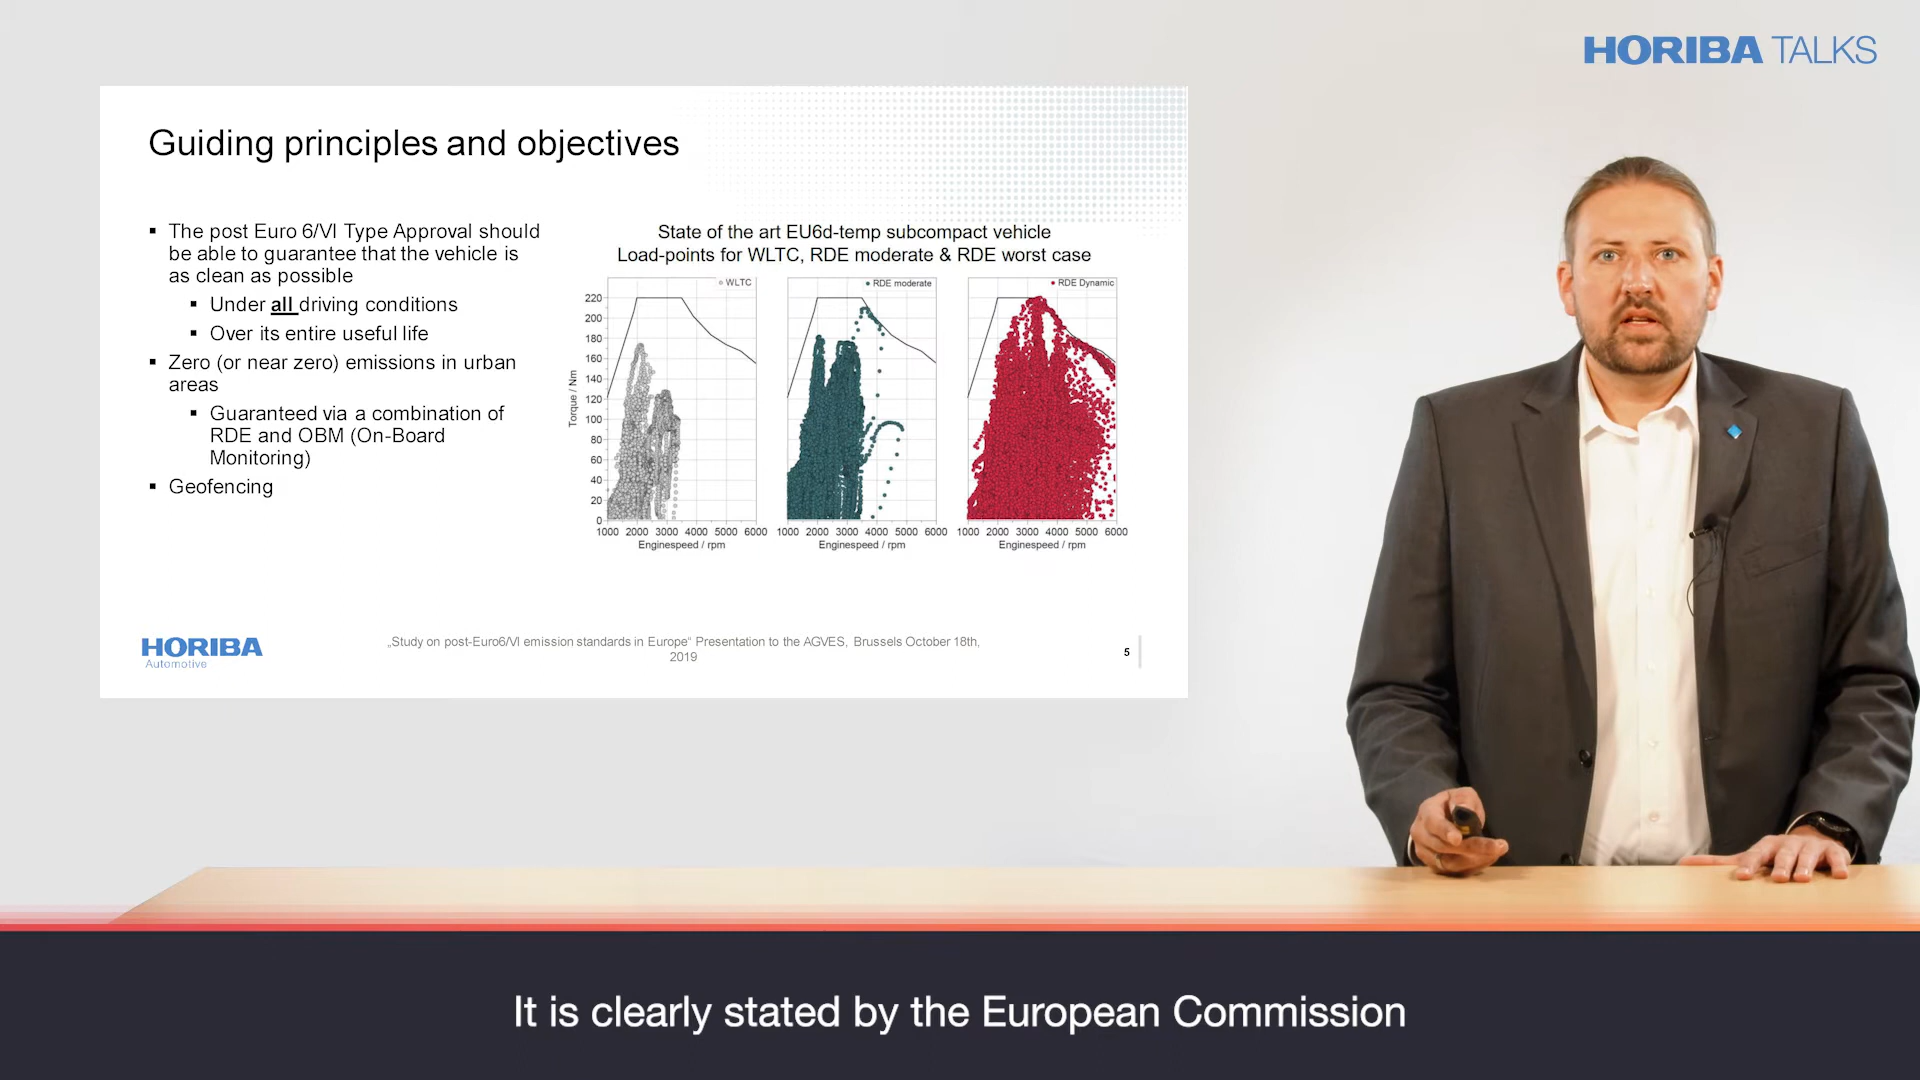 HORIBA TALKS
Guiding principles and objectives
▪ The post Euro 6/VI Type Approval should
be able to guarantee that the vehicle is
as clean as possible
▪ Under all driving conditions
▪ Over its entire useful life
▪ Zero (or near zero) emissions in urban
areas
▪ Guaranteed via a combination of
RDE and OBM (On-Board
Monitoring)
▪ Geofencing
State of the art EU6d-temp subcompact vehicle
Load-points for WLTC, RDE moderate & RDE worst case
WLTC
RDE moderate
RDE Dynamic
Torque / Nm
220
200
180
160
140
120
100
80
60
40
20
0
1000 2000 3000 4000 5000 6000
Enginespeed / rpm
1000 2000 3000 4000 5000 6000
Enginespeed / rpm
1000 2000 3000 4000 5000 6000
Enginespeed / rpm
HORIBA
Automotive
„Study on post-Euro6/VI emission standards in Europe“ Presentation to the AGVES, Brussels October 18th,
2019
5
It is clearly stated by the European Commission